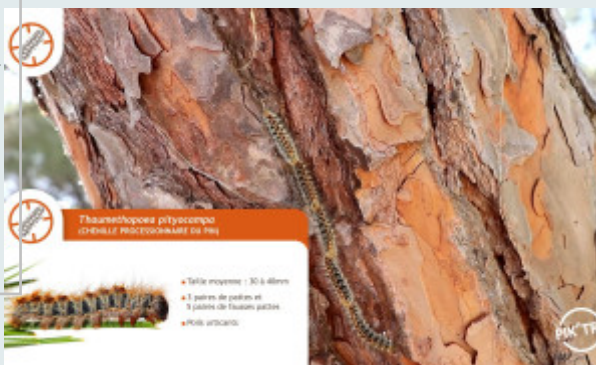 Thaumethopoea pityocampa
(CHENILLE PROCESSIONNAIRE DU PIN)
Taille moyenne : 30 à 40mm
3 paires de pattes et
5 paires de fausses pattes
Poils urticants